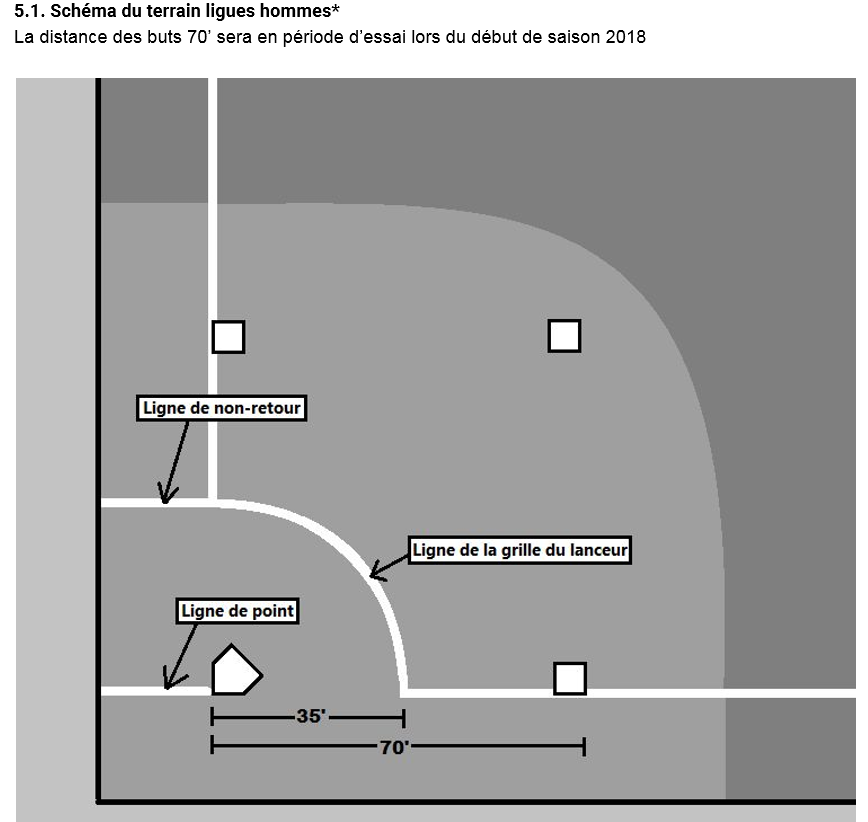 5.1. Schéma du terrain ligues hommes*
La distance des buts 70' sera en période d'essai lors du début de saison 2018
Ligne de non-retour
Ligne de la grille du lanceur
Ligne de point
35'
70'